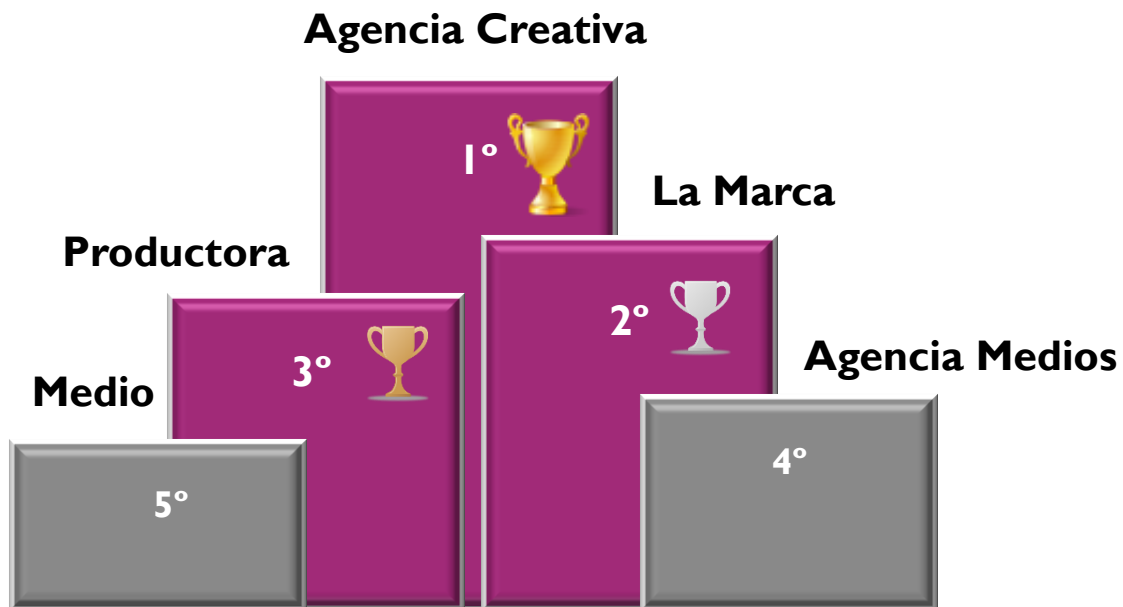 Agencia Creativa
1º
La Marca
Productora
2º
3º
Agencia Medios
Medio
4º
5º